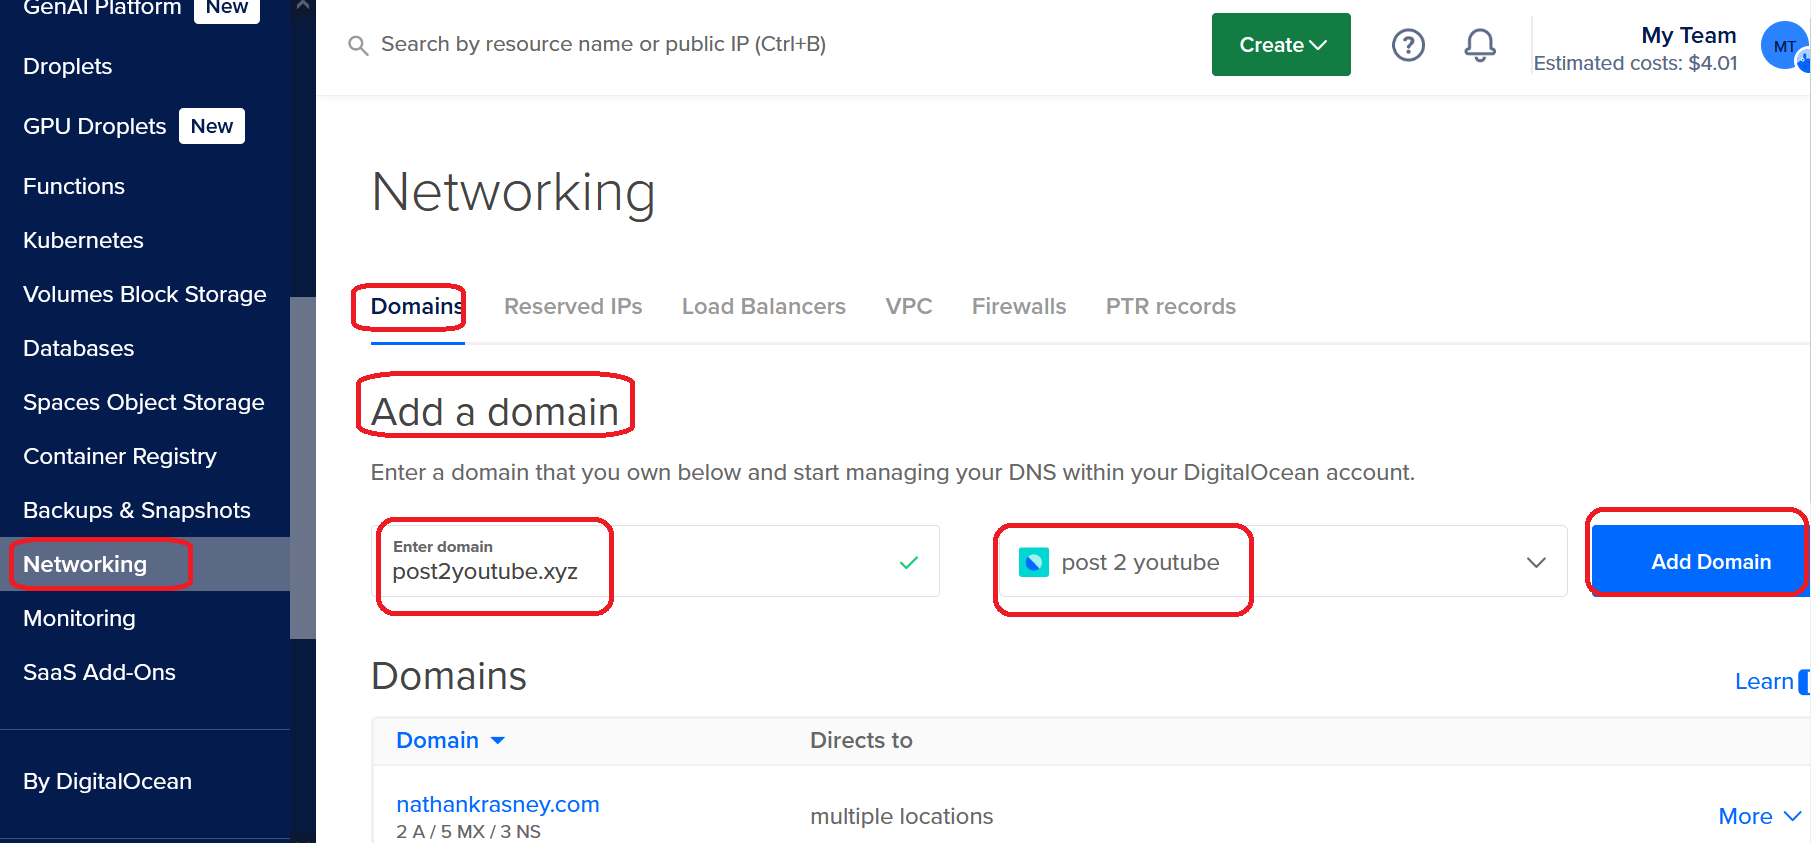 GenAI Platform New
Droplets
GPU Droplets New
Functions
Kubernetes
Volumes Block Storage
Databases
Spaces Object Storage
Container Registry
Backups & Snapshots
Networking
Monitoring
SaaS Add-Ons
By DigitalOcean
Search by resource name or public IP (Ctrl+B)
Create
My Team
Estimated costs: $4.01
MT
Networking
Domains Reserved IPs Load Balancers VPC Firewalls PTR records
Add a domain
Enter a domain that you own below and start managing your DNS within your DigitalOcean account.
Enter domain
post2youtube.xyz
post 2 youtube
Add Domain
Domains
Learn
Domain Directs to
nathankrasney.com
2 A / 5 MX / 3 NS
multiple locations
More